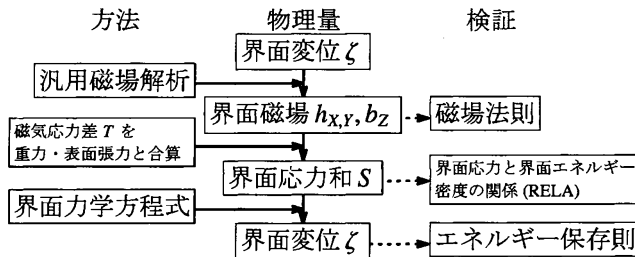 方法 物理量 検証
界面変位 ζ
汎用磁場解析
界面磁場 h_{X,Y}, b_Z
磁場法則
磁気応力差 T を
重力・表面張力と合算
界面応力和 S
界面応力と界面エネルギー
密度の関係 (RELA)
界面力学方程式
界面変位 ζ
エネルギー保存則